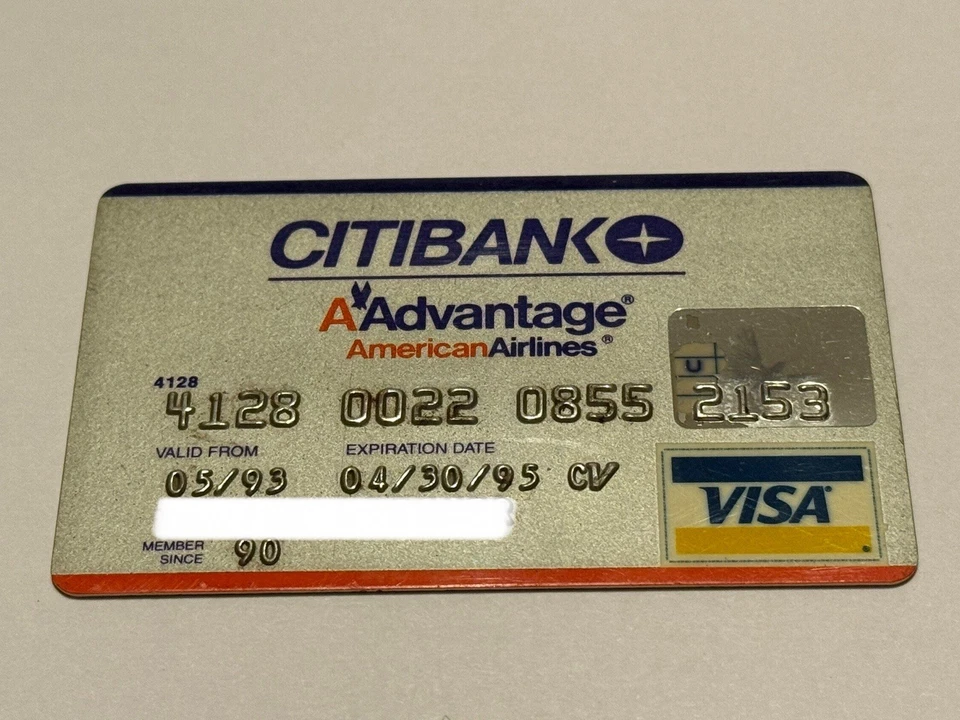 CITIBANK
AAdvantage®
AmericanAirlines®
4128
4128 0022 0855 2153
VALID FROM EXPIRATION DATE
05/93 04/30/95 CV
VISA
MEMBER SINCE 90